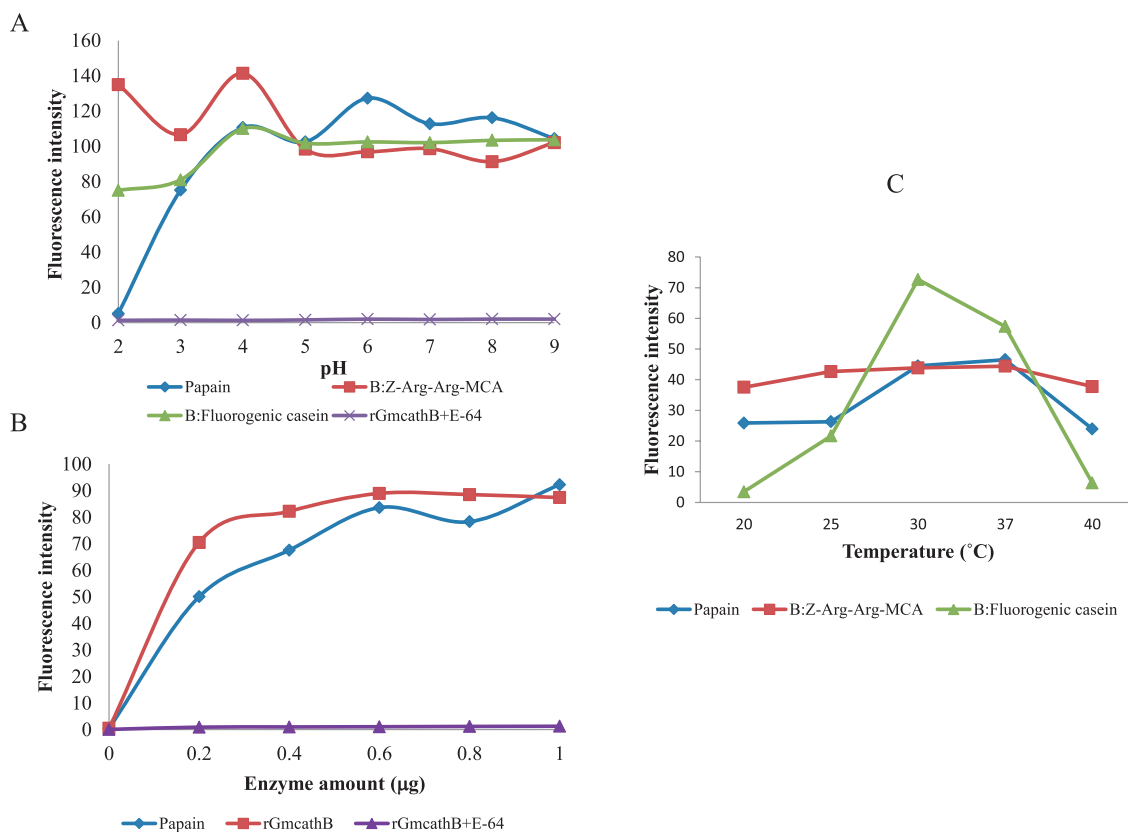 A
160
140
120
100
80
60
40
20
0
Fluorescence intensity
2 3 4 5 6 7 8 9
pH
Papain B:Z-Arg-Arg-MCA
B:Fluorogenic casein rGmcathB+E-64
B
100
90
80
70
60
50
40
30
20
10
0
Fluorescence intensity
0 0.2 0.4 0.6 0.8 1
Enzyme amount (μg)
Papain rGmcathB rGmcathB+E-64
C
80
70
60
50
40
30
20
10
0
Fluorescence intensity
20 25 30 37 40
Temperature (˚C)
Papain B:Z-Arg-Arg-MCA B:Fluorogenic casein